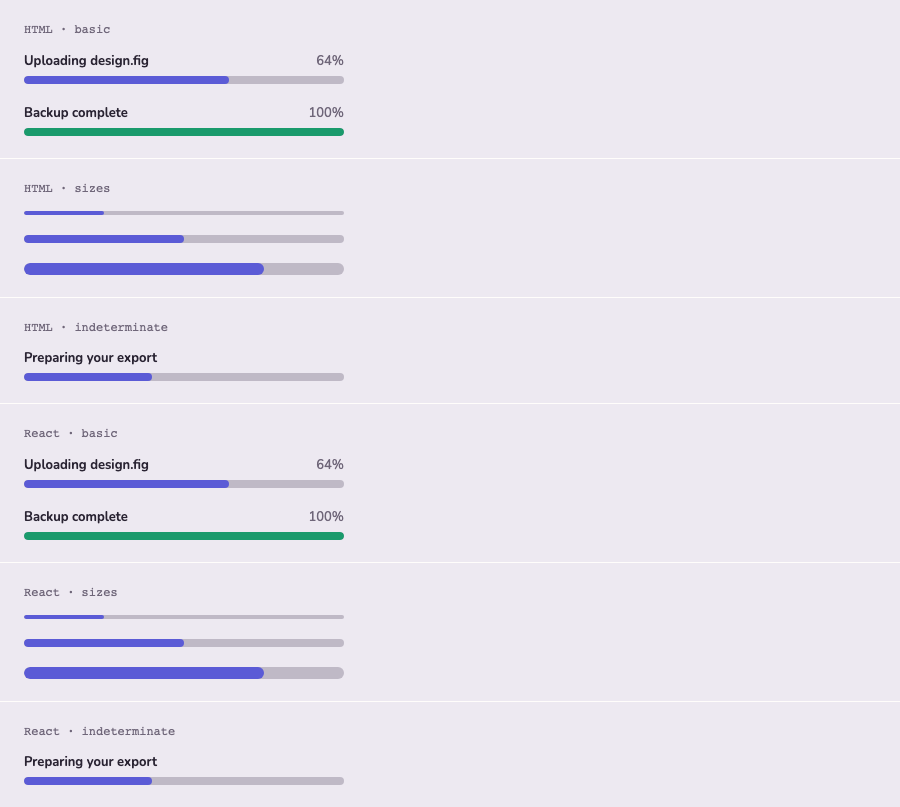 HTML · basic
Uploading design.fig 64%
Backup complete 100%
HTML · sizes
HTML · indeterminate
Preparing your export
React · basic
Uploading design.fig 64%
Backup complete 100%
React · sizes
React · indeterminate
Preparing your export